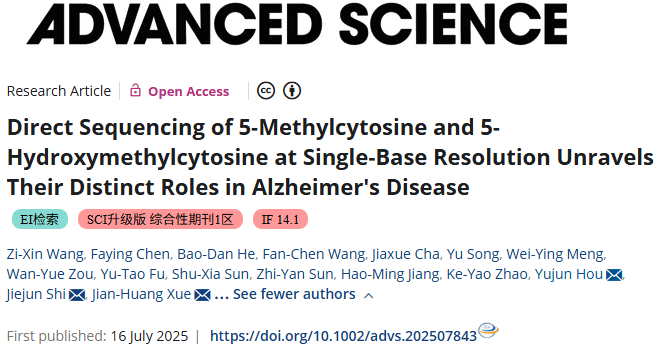 ADVANCED SCIENCE
Research Article Open Access
Direct Sequencing of 5-Methylcytosine and 5-
Hydroxymethylcytosine at Single-Base Resolution Unravels
Their Distinct Roles in Alzheimer's Disease
EI检索 SCI升级版 综合性期刊1区 IF 14.1
Zi-Xin Wang, Faying Chen, Bao-Dan He, Fan-Chen Wang, Jiaxue Cha, Yu Song, Wei-Ying Meng,
Wan-Yue Zou, Yu-Tao Fu, Shu-Xia Sun, Zhi-Yan Sun, Hao-Ming Jiang, Ke-Yao Zhao, Yujun Hou,
Jiejun Shi, Jian-Huang Xue ... See fewer authors
First published: 16 July 2025 | https://doi.org/10.1002/advs.202507843